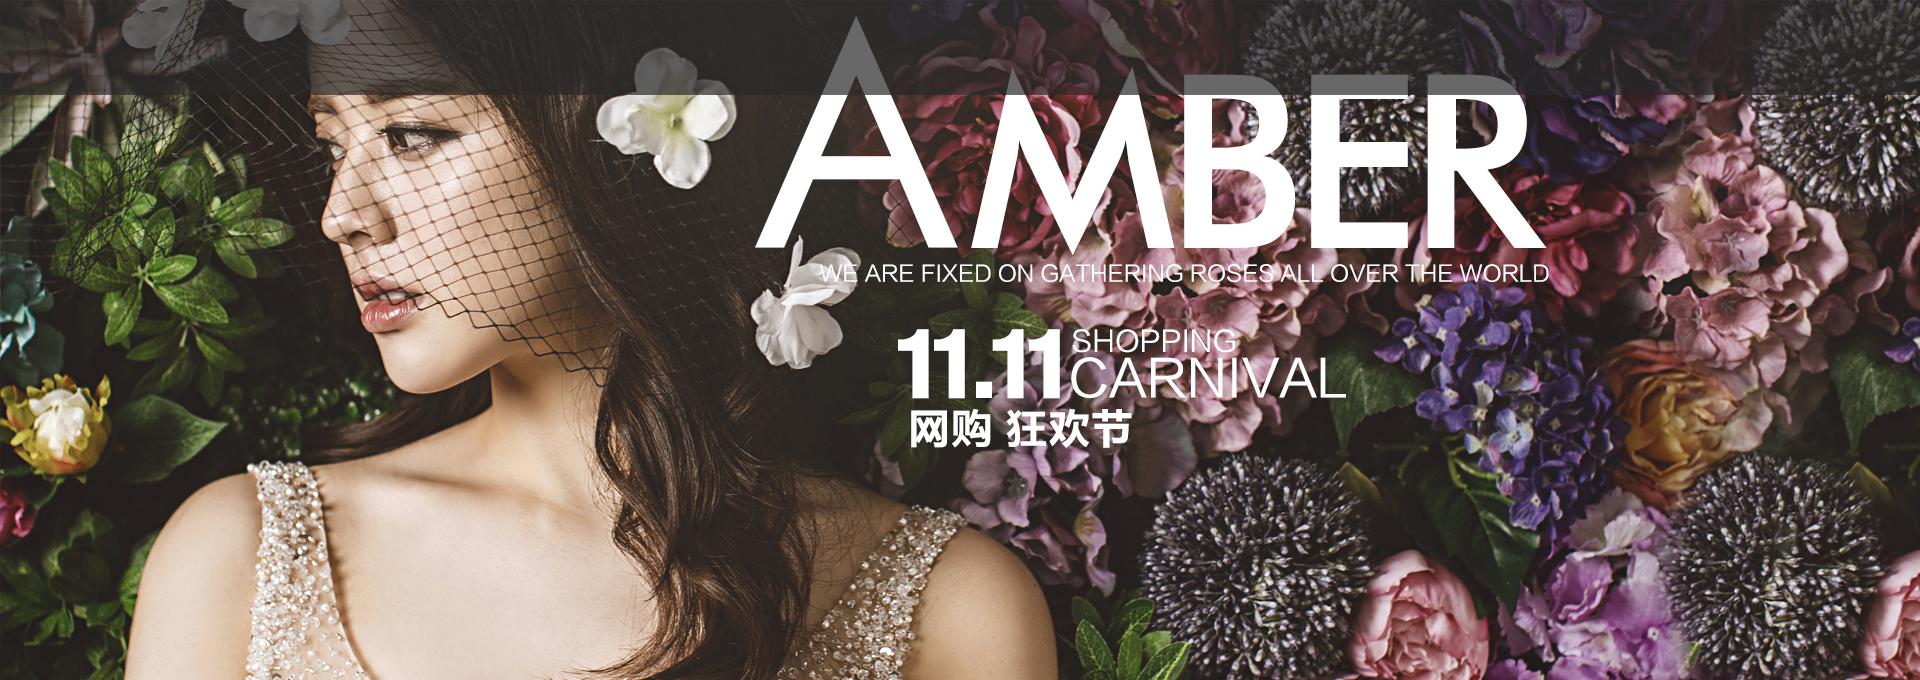 AMBER
WE ARE FIXED ON GATHERING ROSES ALL OVER THE WORLD
11.11 SHOPPING
CARNIVAL
网购 狂欢节